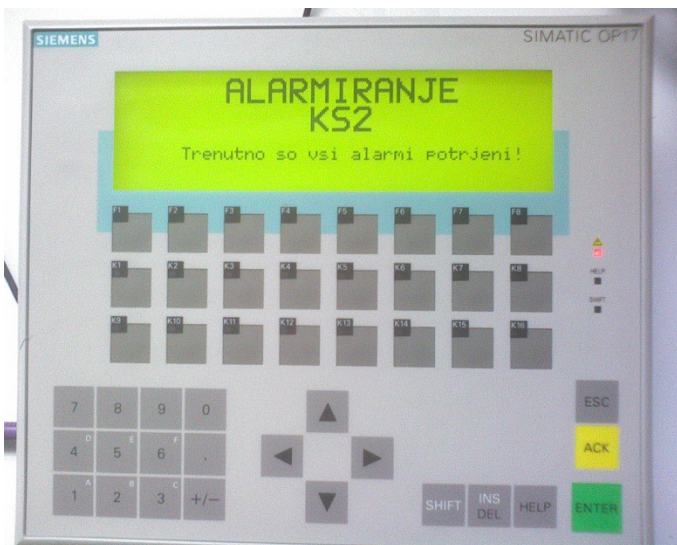 SIEMENS
SIMATIC OP17
ALARMIRANJE
KS2
Trenutno so vsi alarmi potrjeni!
F1 F2 F3 F4 F5 F6 F7 F8
K1 K2 K3 K4 K5 K6 K7 K8
HELP
SHIFT
K9 K10 K11 K12 K13 K14 K15 K16
7 8 9 0
ESC
4 D 5 E 6 F .
ACK
1 A 2 B 3 C +/-
SHIFT INS DEL HELP ENTER